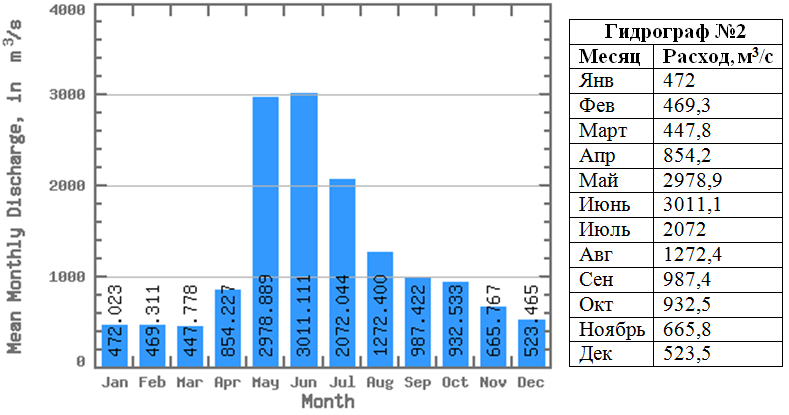 Mean Monthly Discharge, in m³/s
4000
3000
2000
1000
0
472.023
469.311
447.778
854.227
2978.889
3011.111
2072.044
1272.400
987.422
932.533
665.767
523.465
Jan Feb Mar Apr May Jun Jul Aug Sep Oct Nov Dec
Month
Гидрограф №2
Месяц Расход, м³/с
Янв 472
Фев 469,3
Март 447,8
Апр 854,2
Май 2978,9
Июнь 3011,1
Июль 2072
Авг 1272,4
Сен 987,4
Окт 932,5
Ноябрь 665,8
Дек 523,5